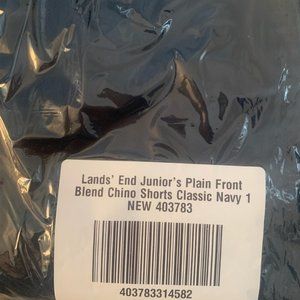 Lands' End Junior's Plain Front
Blend Chino Shorts Classic Navy 1
NEW 403783
403783314582